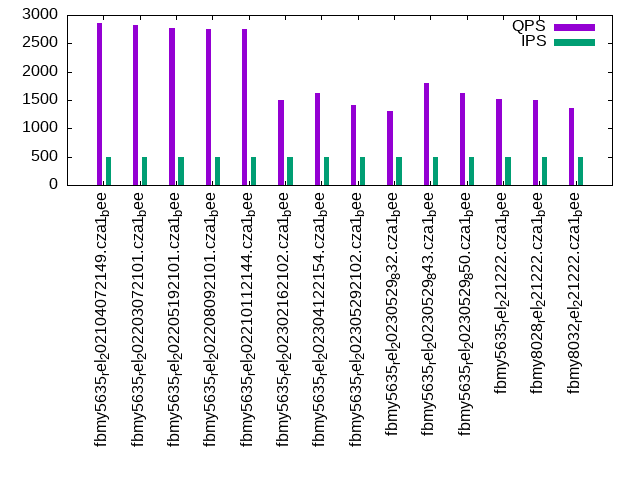 3000
2500
2000
1500
1000
500
0
QPS
IPS
fbmy5635rel202104072149.cza1bee
fbmy5635rel202203072101.cza1bee
fbmy5635rel202205192101.cza1bee
fbmy5635rel202208092101.cza1bee
fbmy5635rel202210112144.cza1bee
fbmy5635rel202302162102.cza1bee
fbmy5635rel202304122154.cza1bee
fbmy5635rel202305292102.cza1bee
fbmy5635rel20230529832.cza1bee
fbmy5635rel20230529843.cza1bee
fbmy5635rel20230529850.cza1bee
fbmy5635rel221222.cza1bee
fbmy8028rel221222.cza1bee
fbmy8032rel221222.cza1bee